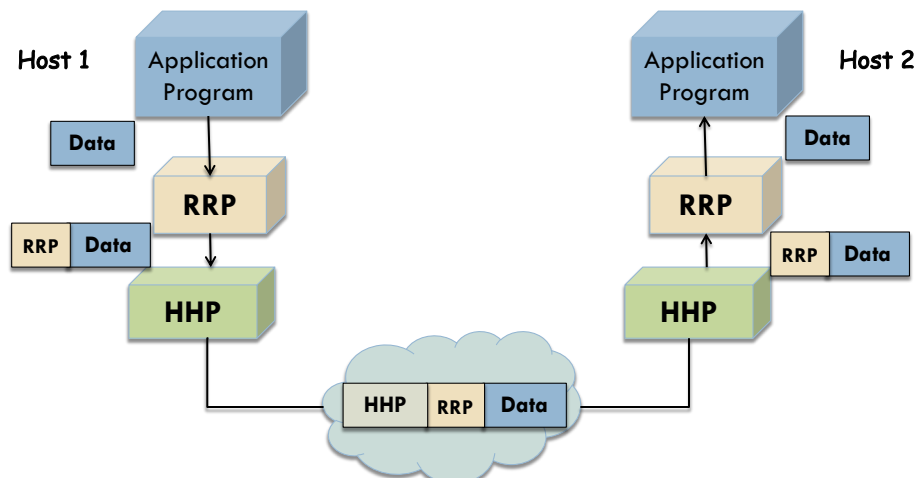 Host 1
Application
Program
Application
Program
Host 2
Data
Data
RRP
RRP
RRP
Data
RRP
Data
HHP
HHP
HHP
RRP
Data